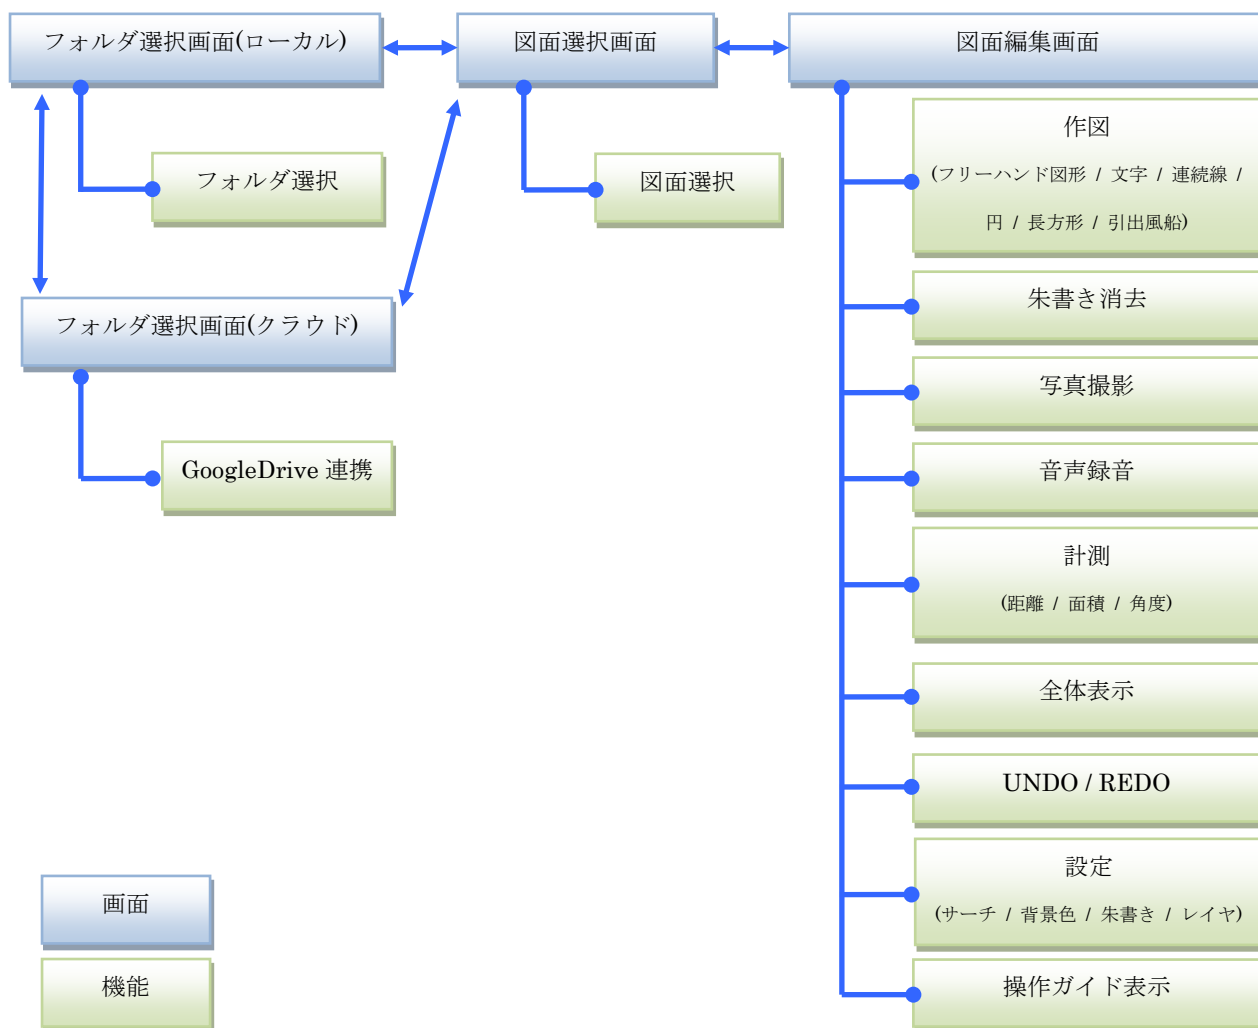 フォルダ選択画面(ローカル)
図面選択画面
図面編集画面
フォルダ選択
図面選択
作図
(フリーハンド図形 / 文字 / 連続線 /
円 / 長方形 / 引出風船)
朱書き消去
フォルダ選択画面(クラウド)
写真撮影
GoogleDrive 連携
音声録音
計測
(距離 / 面積 / 角度)
全体表示
UNDO / REDO
設定
(サーチ / 背景色 / 朱書き / レイヤ)
操作ガイド表示
画面
機能